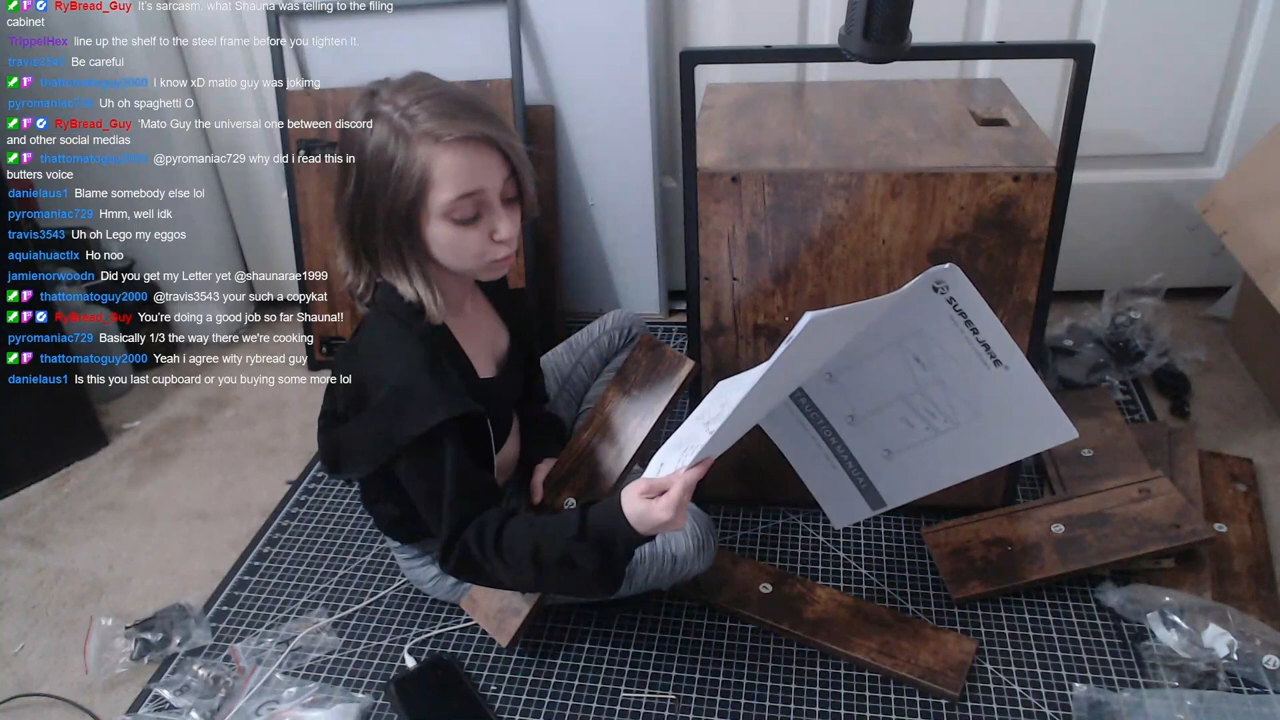 RyBread_Guy It's sarcasm. what Shauna was telling to the filing
cabinet
TrippelHex line up the shelf to the steel frame before you tighten it.
travis3543 Be careful
thattomatoguy2000 I know xD matio guy was jokimg
pyromaniac729 Uh oh spaghetti O
RyBread_Guy 'Mato Guy the universal one between discord
and other social medias
thattomatoguy2000 @pyromaniac729 why did i read this in
butters voice
danielaus1 Blame somebody else lol
pyromaniac729 Hmm, well idk
travis3543 Uh oh Lego my eggos
aquiahuactlx Ho noo
jamienorwoodn Did you get my Letter yet @shaunarae1999
thattomatoguy2000 @travis3543 your such a copykat
RyBread_Guy You're doing a good job so far Shauna!!
pyromaniac729 Basically 1/3 the way there we're cooking
thattomatoguy2000 Yeah i agree wity rybread guy
danielaus1 Is this you last cupboard or you buying some more lol
SUPERJARE
TRUCTION MANUAL